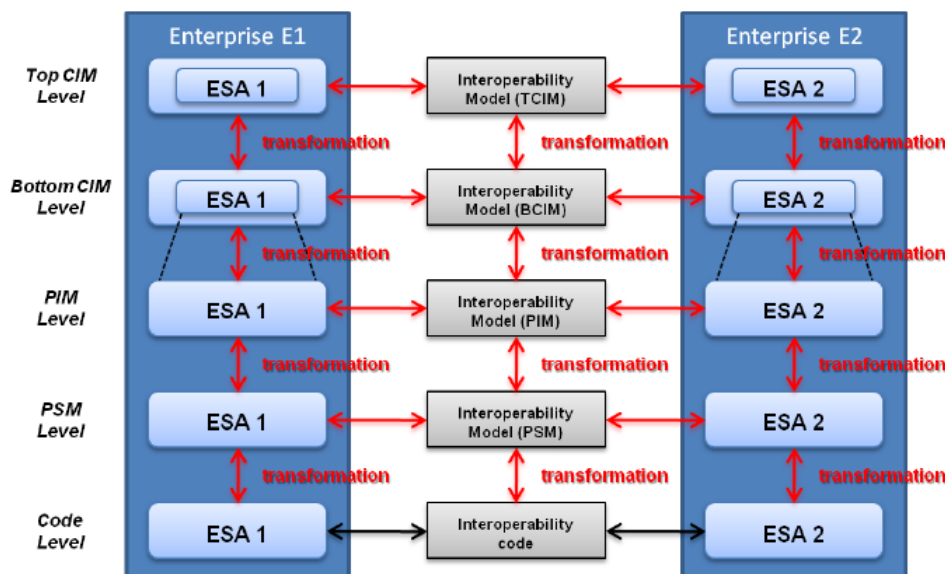 Enterprise E1
Enterprise E2
Top CIM
Level
ESA 1
Interoperability
Model (TCIM)
ESA 2
transformation
transformation
transformation
Bottom CIM
Level
ESA 1
Interoperability
Model (BCIM)
ESA 2
transformation
transformation
transformation
PIM
Level
ESA 1
Interoperability
Model (PIM)
ESA 2
transformation
transformation
transformation
PSM
Level
ESA 1
Interoperability
Model (PSM)
ESA 2
transformation
transformation
transformation
Code
Level
ESA 1
Interoperability
code
ESA 2